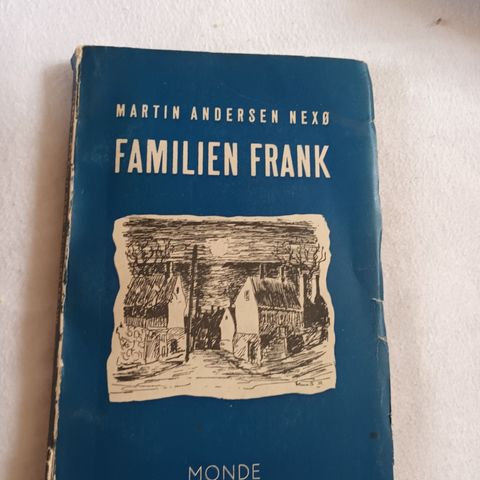 MARTIN ANDERSEN NEXØ
FAMILIEN FRANK
MONDE